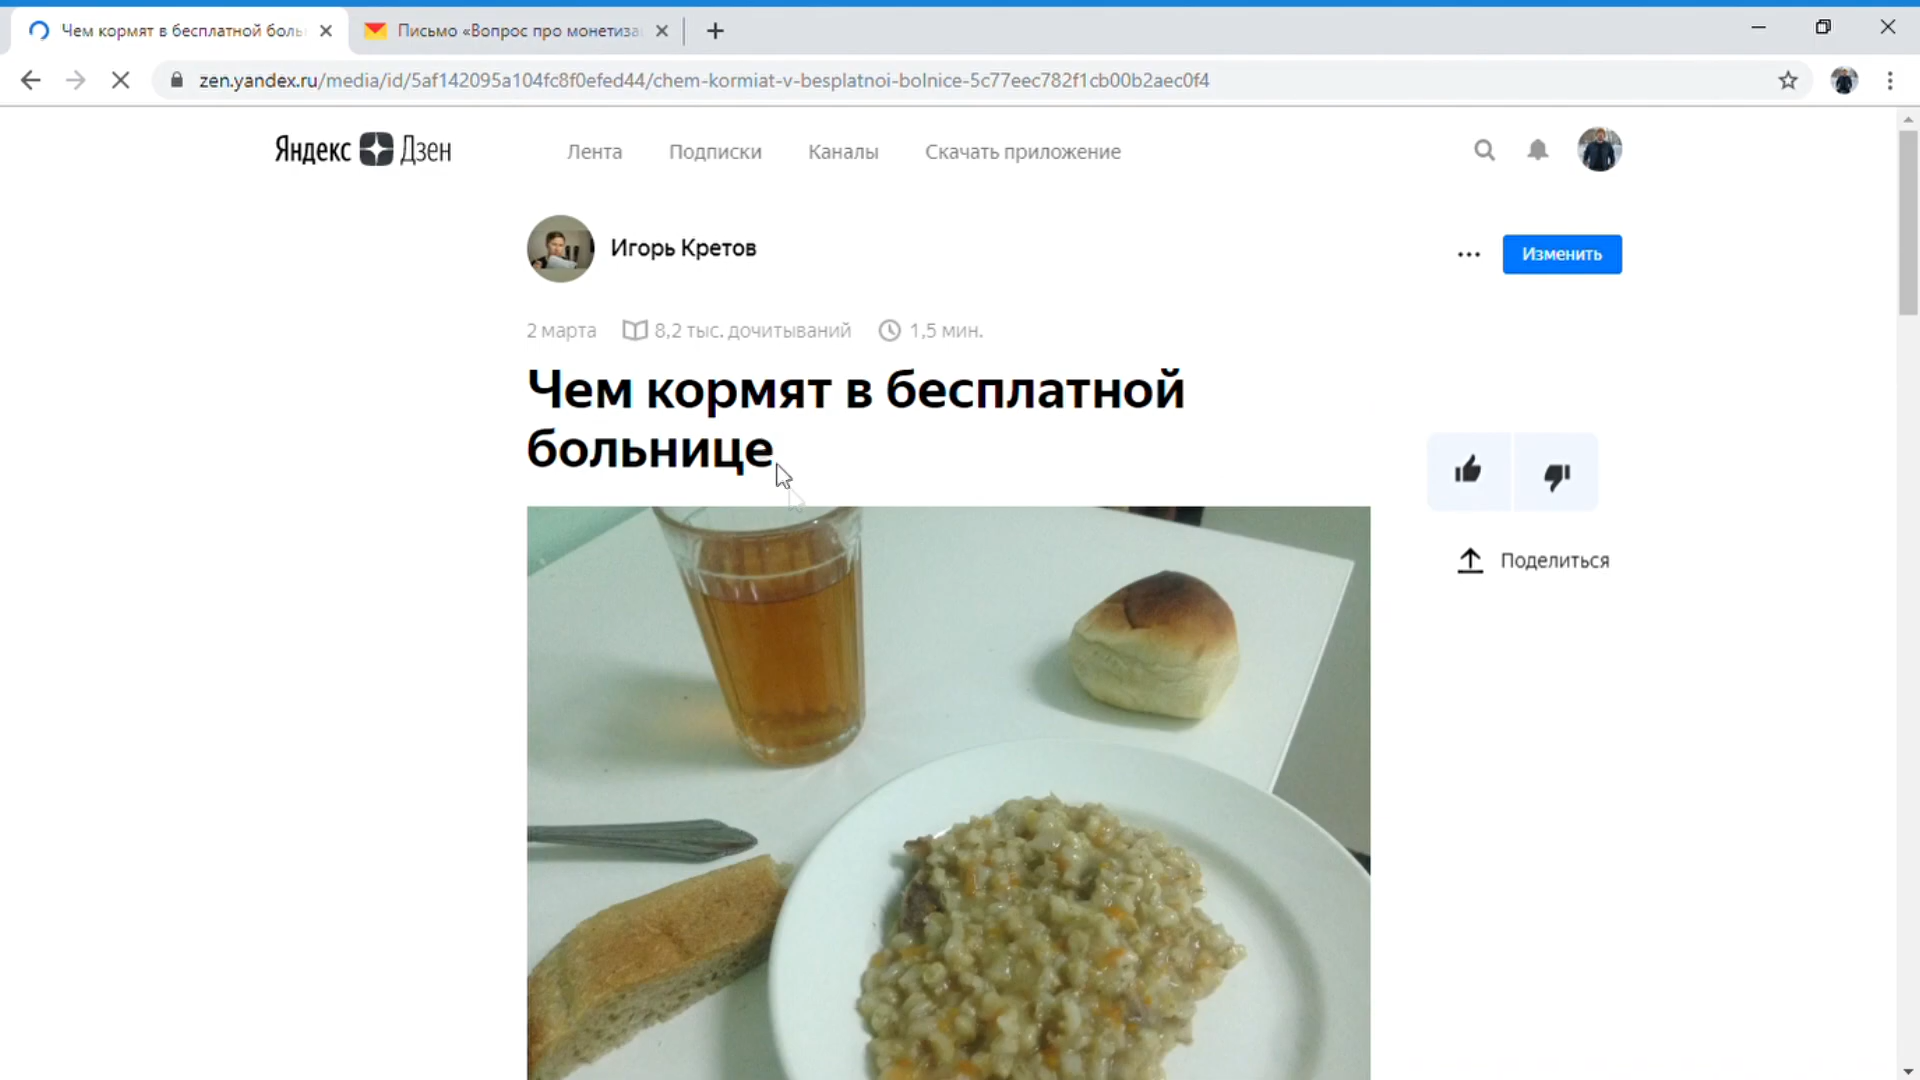 Чем кормят в бесплатной боль
Письмо «Вопрос про монетиза
zen.yandex.ru/media/id/5af142095a104fc8f0efed44/chem-kormiat-v-besplatnoi-bolnice-5c77eec782f1cb00b2aec0f4
Яндекс Дзен
Лента
Подписки
Каналы
Скачать приложение
Игорь Кретов
Изменить
2 марта
8,2 тыс. дочитываний
1,5 мин.
Чем кормят в бесплатной
больнице
Поделиться